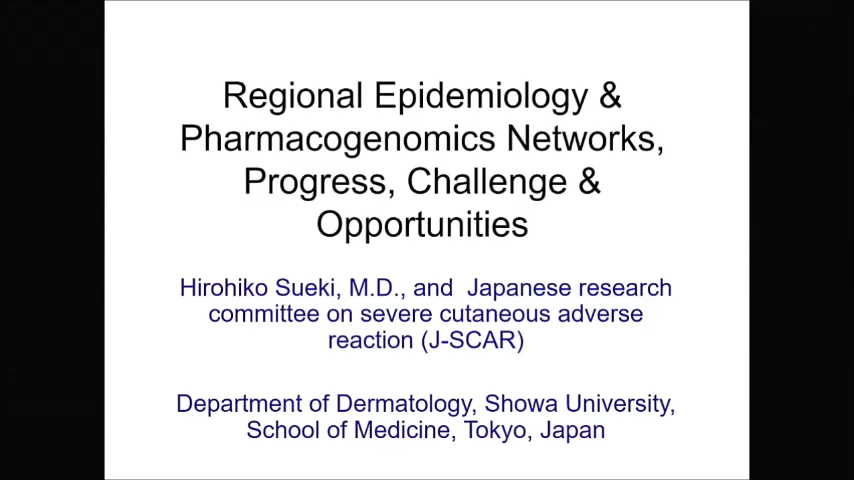 Regional Epidemiology &
Pharmacogenomics Networks,
Progress, Challenge &
Opportunities
Hirohiko Sueki, M.D., and Japanese research
committee on severe cutaneous adverse
reaction (J-SCAR)
Department of Dermatology, Showa University,
School of Medicine, Tokyo, Japan